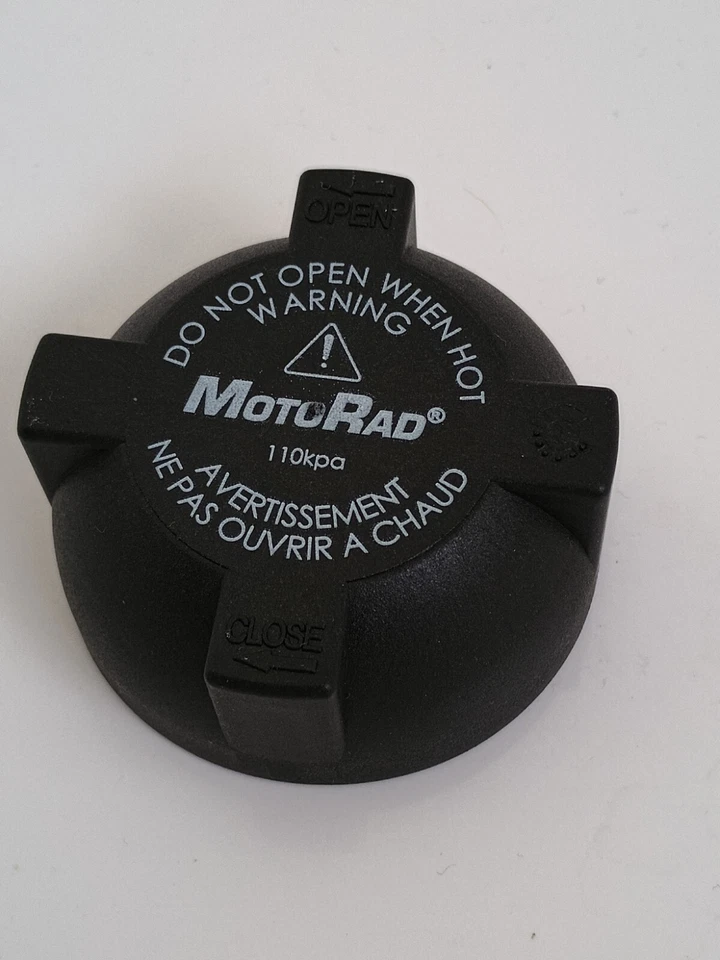 OPEN
DO NOT OPEN WHEN HOT
WARNING
MOTORAD®
110kpa
AVERTISSEMENT
NE PAS OUVRIR A CHAUD
CLOSE